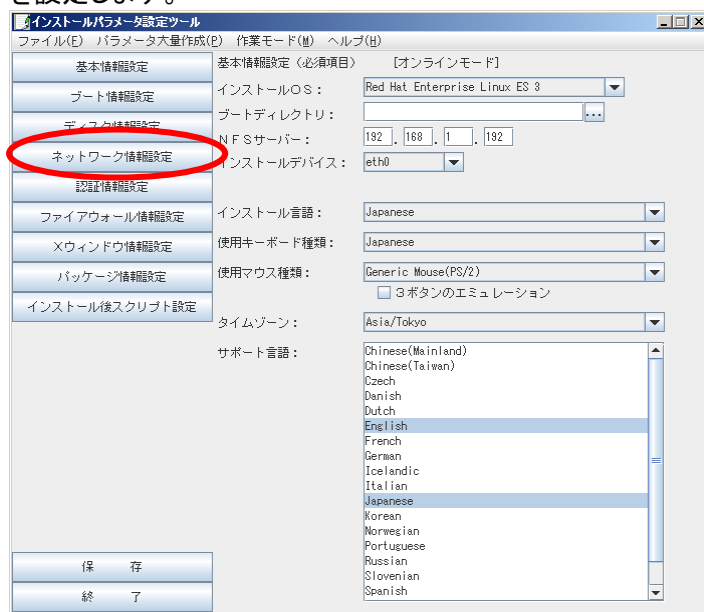 を設定します。
インストールパラメータ設定ツール
ファイル(F) パラメータ大量作成(P) 作業モード(M) ヘルプ(H)
基本情報設定
ブート情報設定
ディスク情報設定
ネットワーク情報設定
認証情報設定
ファイアウォール情報設定
Xウィンドウ情報設定
パッケージ情報設定
インストール後スクリプト設定
保 存
終 了
基本情報設定（必須項目） [オンラインモード]
インストールOS： Red Hat Enterprise Linux ES 3
ブートディレクトリ： ...
NFSサーバー： 192 . 168 . 1 . 192
インストールデバイス： eth0
インストール言語： Japanese
使用キーボード種類： Japanese
使用マウス種類： Generic Mouse(PS/2)
3ボタンのエミュレーション
タイムゾーン： Asia/Tokyo
サポート言語： Chinese(Mainland)
Chinese(Taiwan)
Czech
Danish
Dutch
English
French
German
Icelandic
Italian
Japanese
Korean
Norwegian
Portuguese
Russian
Slovenian
Spanish